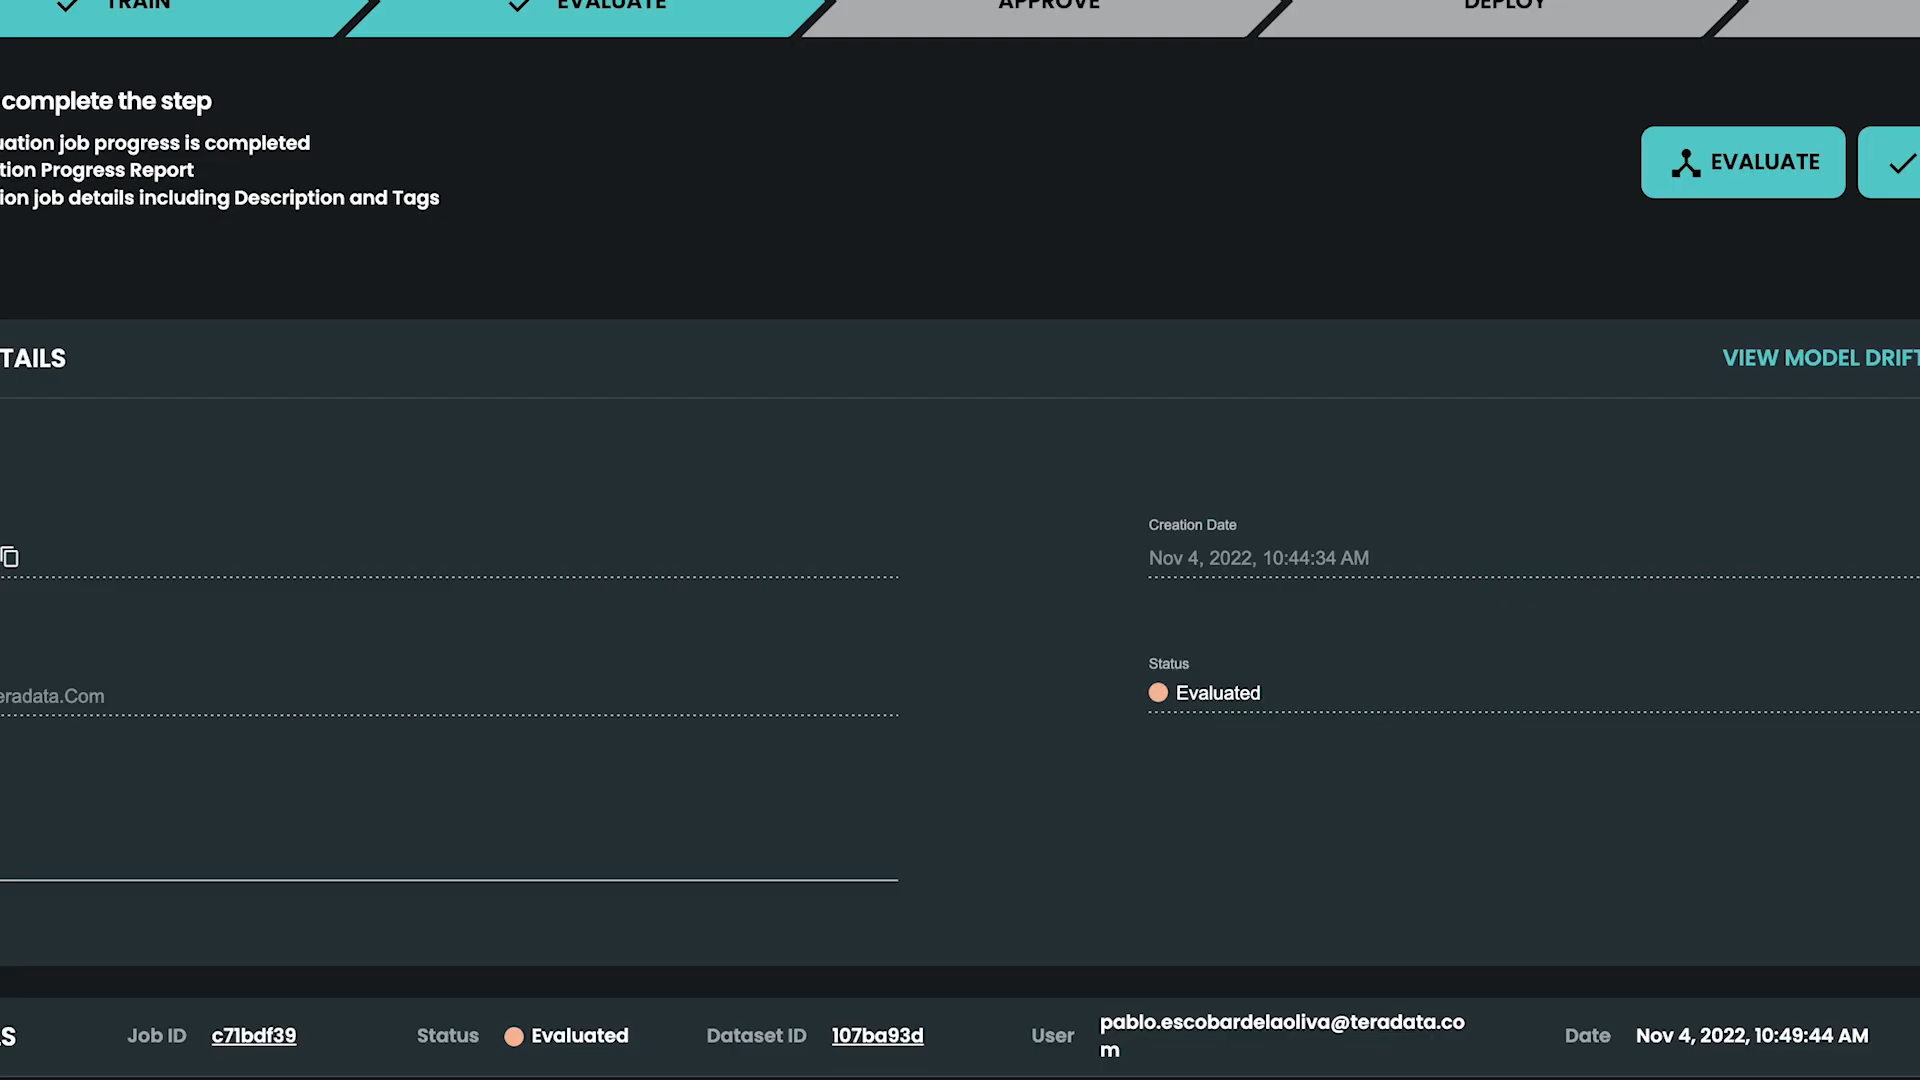 TRAIN EVALUATE APPROVE DEPLOY
complete the step
uation job progress is completed
tion Progress Report
ion job details including Description and Tags
EVALUATE
TAILS VIEW MODEL DRIFT
Creation Date
Nov 4, 2022, 10:44:34 AM
Status
eradata.Com Evaluated
S Job ID c71bdf39 Status Evaluated Dataset ID 107ba93d User pablo.escobardelaoliva@teradata.co
m Date Nov 4, 2022, 10:49:44 AM